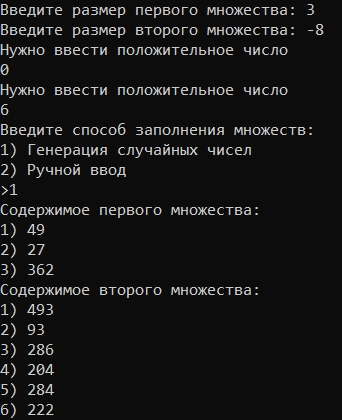 Введите размер первого множества: 3
Введите размер второго множества: -8
Нужно ввести положительное число
0
Нужно ввести положительное число
6
Введите способ заполнения множеств:
1) Генерация случайных чисел
2) Ручной ввод
>1
Содержимое первого множества:
1) 49
2) 27
3) 362
Содержимое второго множества:
1) 493
2) 93
3) 286
4) 204
5) 284
6) 222